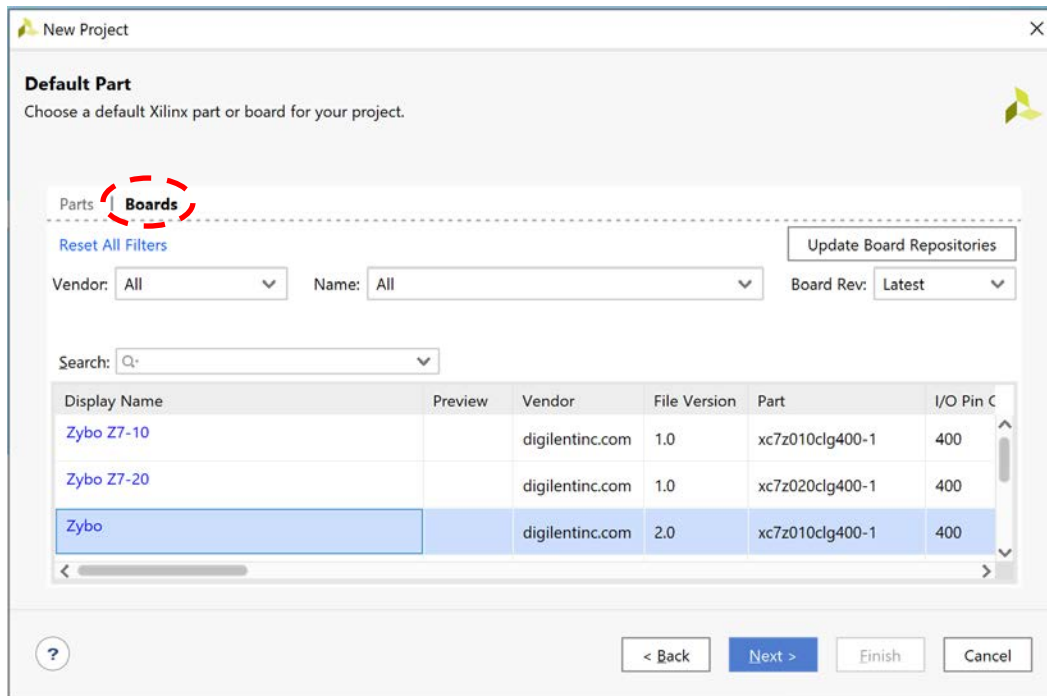 New Project
Default Part
Choose a default Xilinx part or board for your project.
Parts | Boards
Reset All Filters
Update Board Repositories
Vendor: All Name: All Board Rev: Latest
Search: Q-
Display Name Preview Vendor File Version Part I/O Pin C
Zybo Z7-10 digilentinc.com 1.0 xc7z010clg400-1 400
Zybo Z7-20 digilentinc.com 1.0 xc7z020clg400-1 400
Zybo digilentinc.com 2.0 xc7z010clg400-1 400
? < Back Next > Finish Cancel